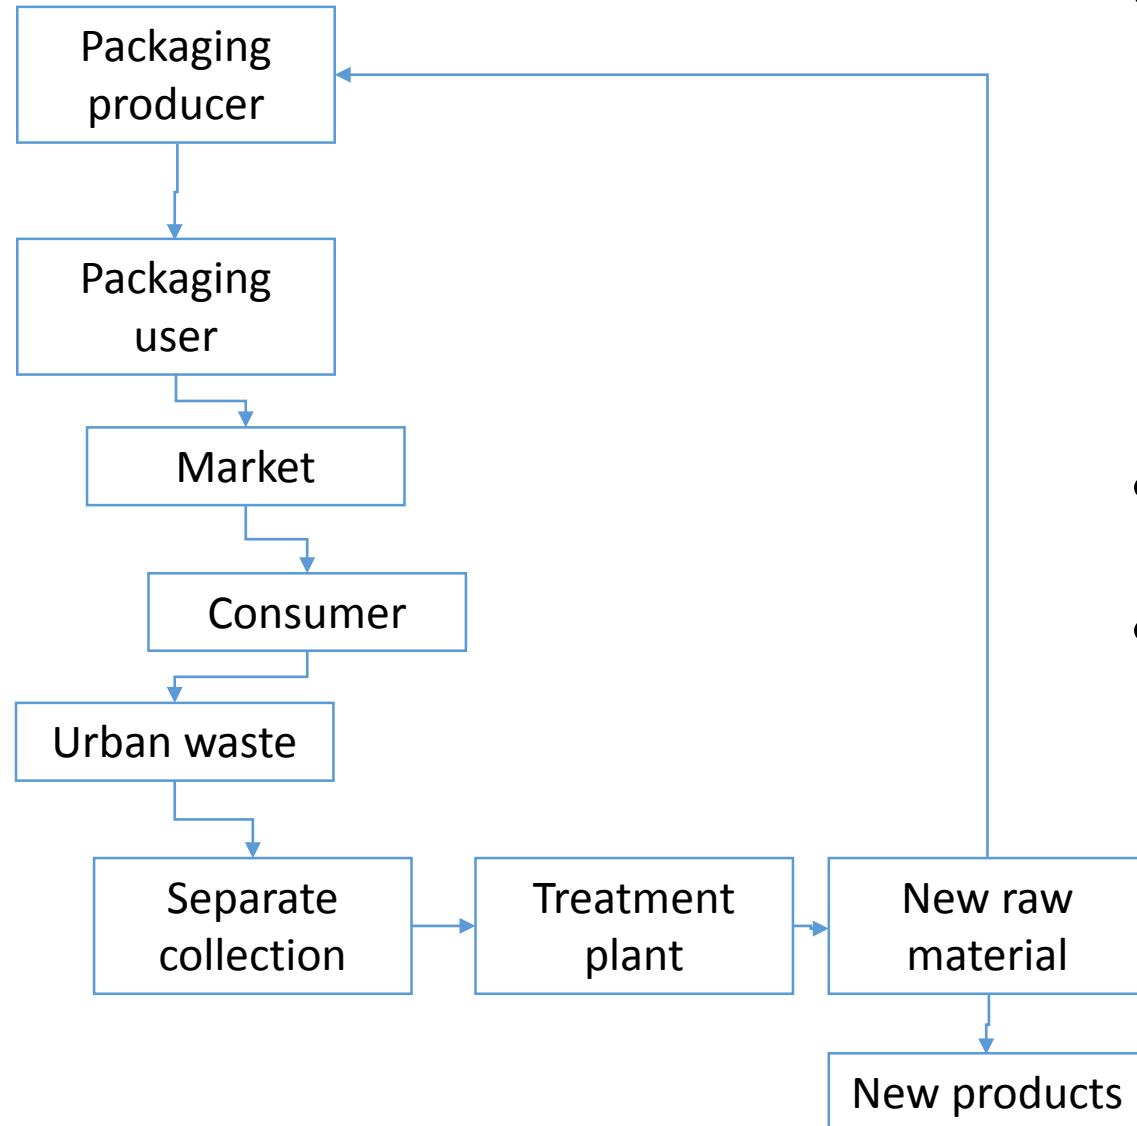 Packaging
producer
Packaging
user
Market
Consumer
Urban waste
Separate
collection
Treatment
plant
New raw
material
New products